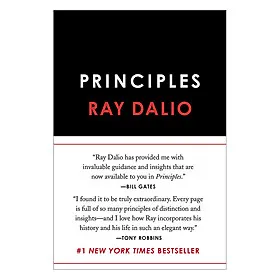 PRINCIPLES
RAY DALIO
“Ray Dalio has provided me with
invaluable guidance and insights that are
now available to you in Principles.”
—BILL GATES
“I found it to be truly extraordinary. Every page
is full of so many principles of distinction and
insights—and I love how Ray incorporates his
history and his life in such an elegant way.”
—TONY ROBBINS
#1 NEW YORK TIMES BESTSELLER